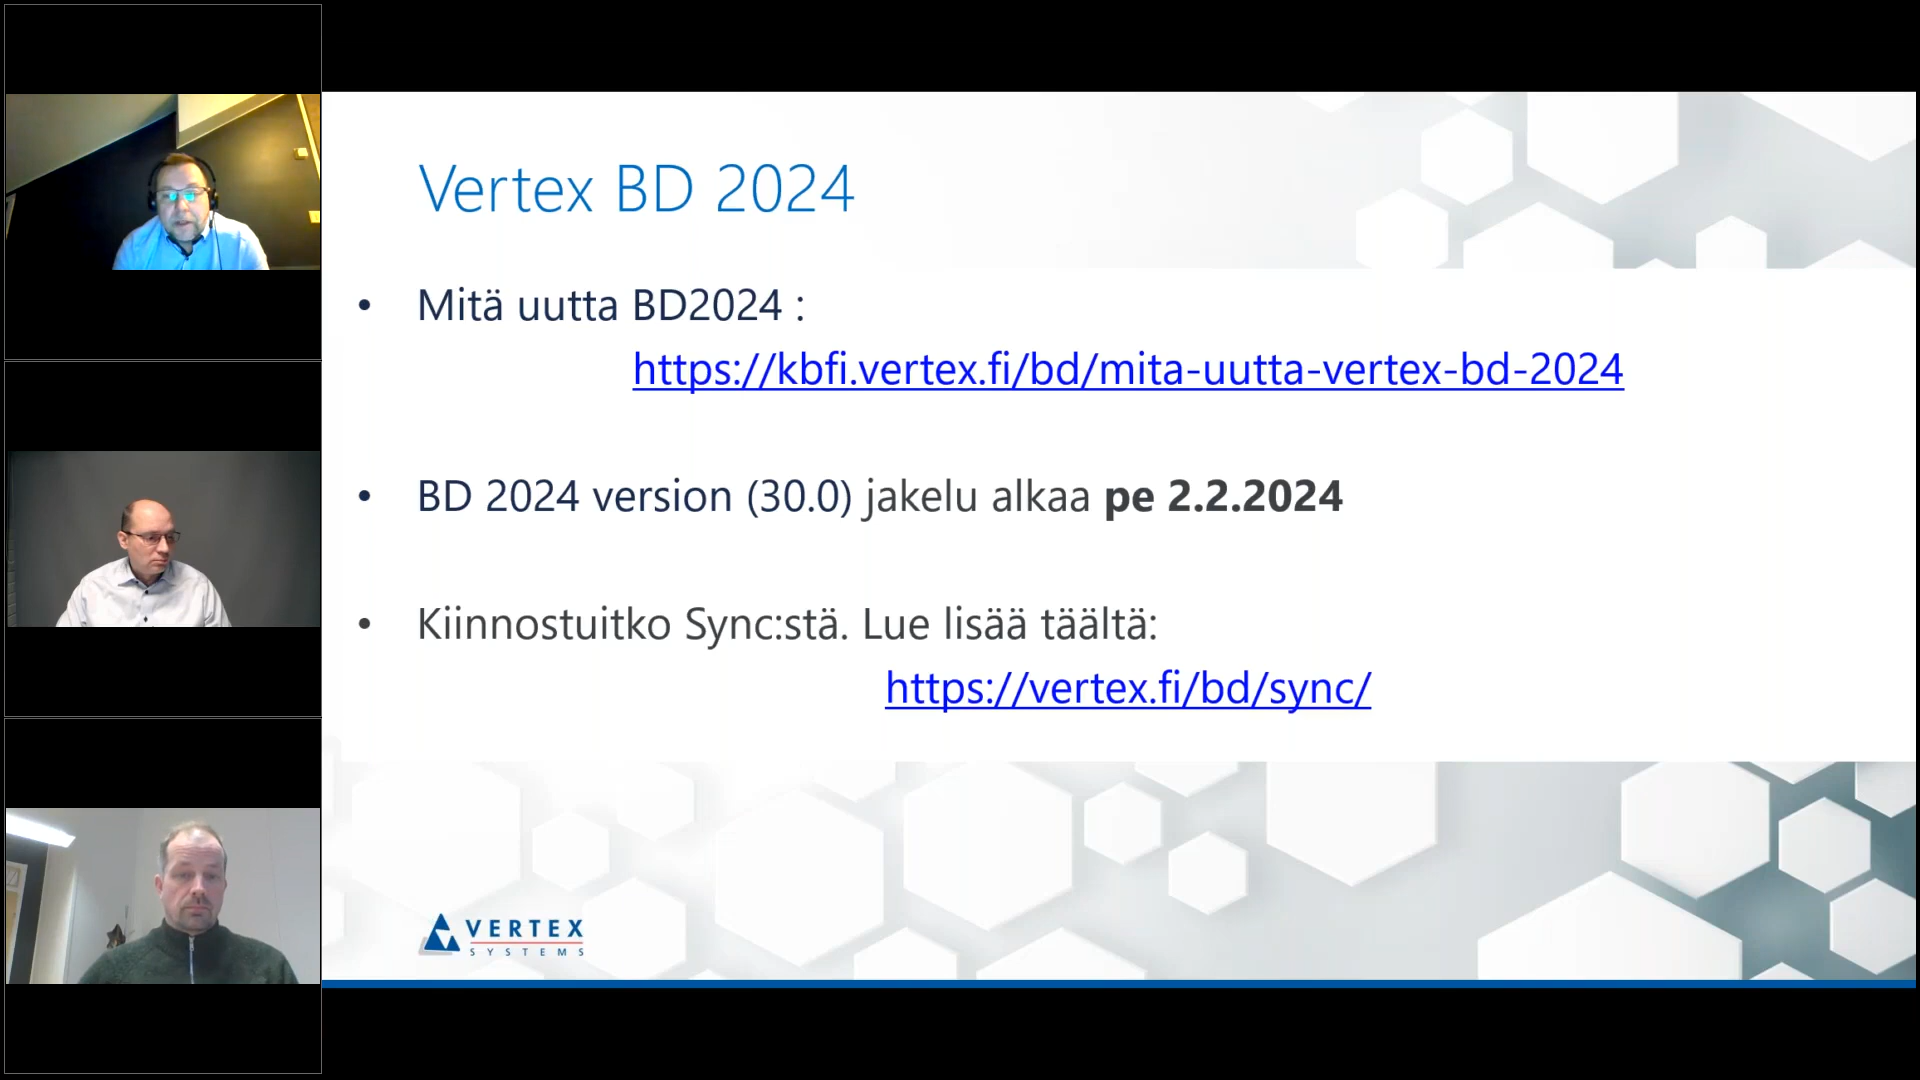 Vertex BD 2024
• Mitä uutta BD2024 :
https://kbfi.vertex.fi/bd/mita-uutta-vertex-bd-2024
• BD 2024 version (30.0) jakelu alkaa pe 2.2.2024
• Kiinnostuitko Sync:stä. Lue lisää täältä:
https://vertex.fi/bd/sync/
VERTEX
SYSTEMS